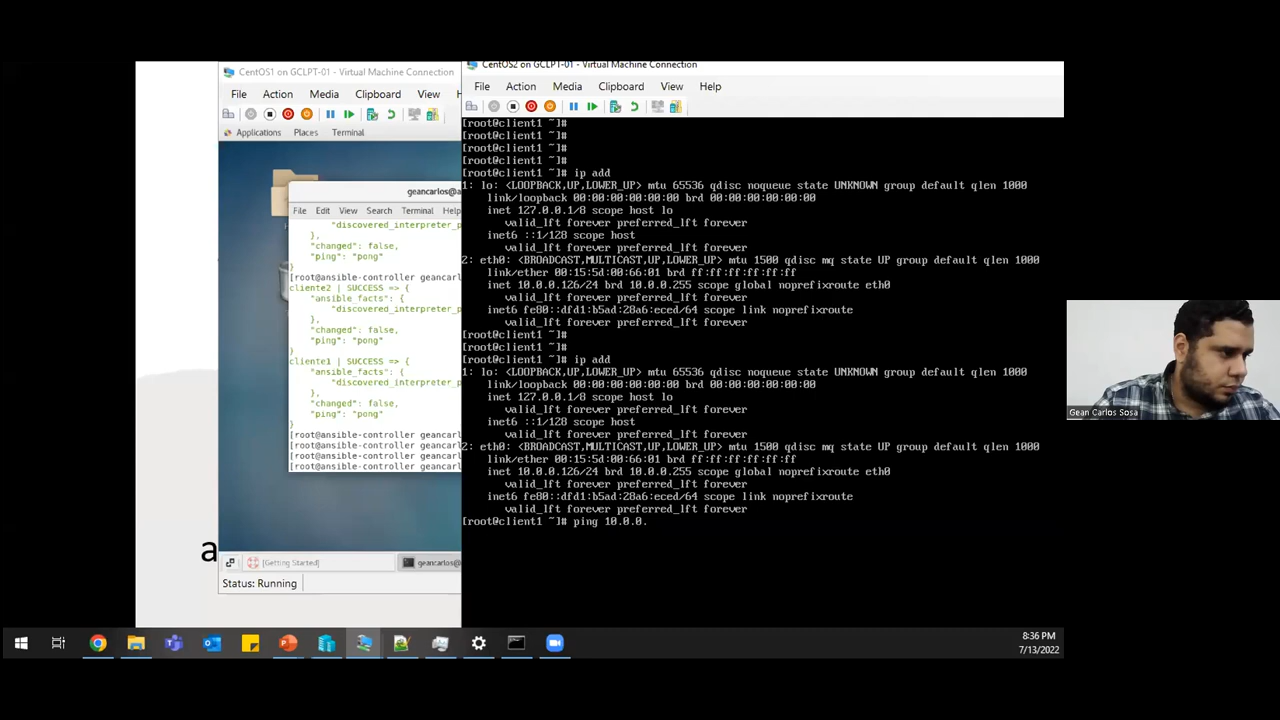 CentOS1 on GCLPT-01 - Virtual Machine Connection
File Action Media Clipboard View H
Applications Places Terminal
geancarlos@a
File Edit View Search Terminal Help
"discovered_interpreter_p
},
"changed": false,
"ping": "pong"
}
[root@ansible-controller geancarl
cliente2 | SUCCESS => {
"ansible_facts": {
"discovered_interpreter_p
},
"changed": false,
"ping": "pong"
}
cliente1 | SUCCESS => {
"ansible_facts": {
"discovered_interpreter_p
},
"changed": false,
"ping": "pong"
}
[root@ansible-controller geancarl
[root@ansible-controller geancarl
[root@ansible-controller geancarl
[root@ansible-controller geancarl
[Getting Started]
geancarlos@
Status: Running
a
CentOS2 on GCLPT-01 - Virtual Machine Connection
File Action Media Clipboard View Help
[root@client1 ~]#
[root@client1 ~]#
[root@client1 ~]#
[root@client1 ~]#
[root@client1 ~]# ip add
1: lo: <LOOPBACK,UP,LOWER_UP> mtu 65536 qdisc noqueue state UNKNOWN group default qlen 1000
link/loopback 00:00:00:00:00:00 brd 00:00:00:00:00:00
inet 127.0.0.1/8 scope host lo
valid_lft forever preferred_lft forever
inet6 ::1/128 scope host
valid_lft forever preferred_lft forever
2: eth0: <BROADCAST,MULTICAST,UP,LOWER_UP> mtu 1500 qdisc mq state UP group default qlen 1000
link/ether 00:15:5d:00:66:01 brd ff:ff:ff:ff:ff:ff
inet 10.0.0.126/24 brd 10.0.0.255 scope global noprefixroute eth0
valid_lft forever preferred_lft forever
inet6 fe80::dfd1:b5ad:28a6:eced/64 scope link noprefixroute
valid_lft forever preferred_lft forever
[root@client1 ~]#
[root@client1 ~]#
[root@client1 ~]# ip add
1: lo: <LOOPBACK,UP,LOWER_UP> mtu 65536 qdisc noqueue state UNKNOWN group default qlen 1000
link/loopback 00:00:00:00:00:00 brd 00:00:00:00:00:00
inet 127.0.0.1/8 scope host lo
valid_lft forever preferred_lft forever
inet6 ::1/128 scope host
valid_lft forever preferred_lft forever
2: eth0: <BROADCAST,MULTICAST,UP,LOWER_UP> mtu 1500 qdisc mq state UP group default qlen 1000
link/ether 00:15:5d:00:66:01 brd ff:ff:ff:ff:ff:ff
inet 10.0.0.126/24 brd 10.0.0.255 scope global noprefixroute eth0
valid_lft forever preferred_lft forever
inet6 fe80::dfd1:b5ad:28a6:eced/64 scope link noprefixroute
valid_lft forever preferred_lft forever
[root@client1 ~]# ping 10.0.0.
Gean Carlos Sosa
8:36 PM
7/13/2022